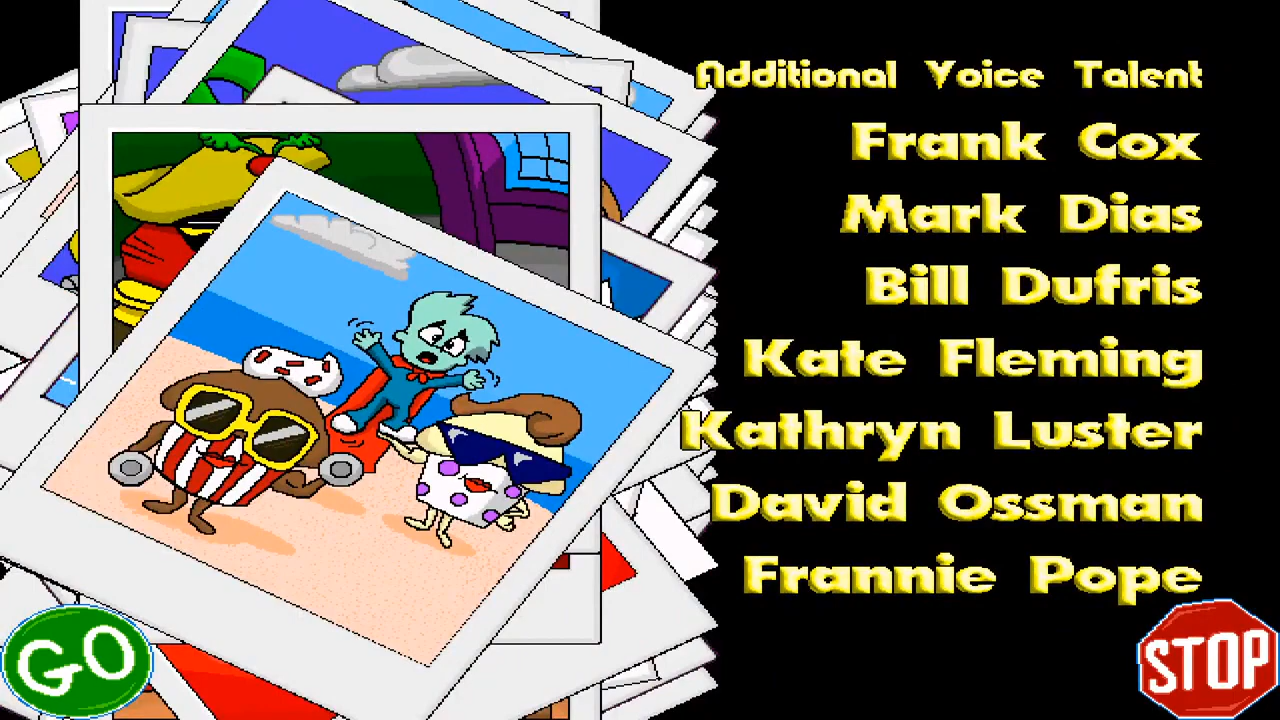 Additional Voice Talent
Frank Cox
Mark Dias
Bill Dufris
Kate Fleming
Kathryn Luster
David Ossman
Frannie Pope
GO
STOP